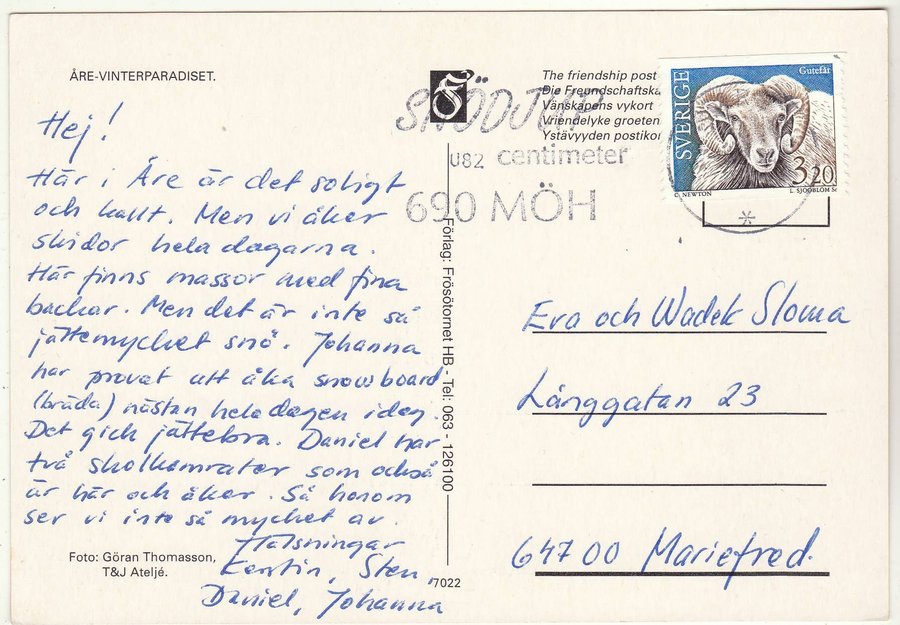 ÅRE-VINTERPARADISET.
Hej!
Här i Åre är det soligt
och kallt. Men vi åker
skidor hela dagarna.
Här finns massor med fina
backar. Men det är inte så
jättemycket snö. Johanna
har provat att åka snowboard
(bräda) nästan hela dagen idag.
Det gick jättebra. Daniel har
två skolkamrater som också
är här och åker. Så honom
ser vi inte så mycket av.
Hälsningar
Kerstin, Sten,
Daniel, Johanna
Foto: Göran Thomasson,
T&J Ateljé.
7022
Förlag: Frösötornet HB - Tel: 063 - 126100
The friendship post
Die Freundschaftska
Vänskapens vykort
Vriendelyke groeten
Ystävyyden postikor
SNÖDJUP
U82 centimeter
690 MÖH
SVERIGE
Gutefår
3,20
C. NEWTON
L. SJÖÖBLOM Sc
Eva och Wadek Sloma
Långgatan 23
647 00 Mariefred.